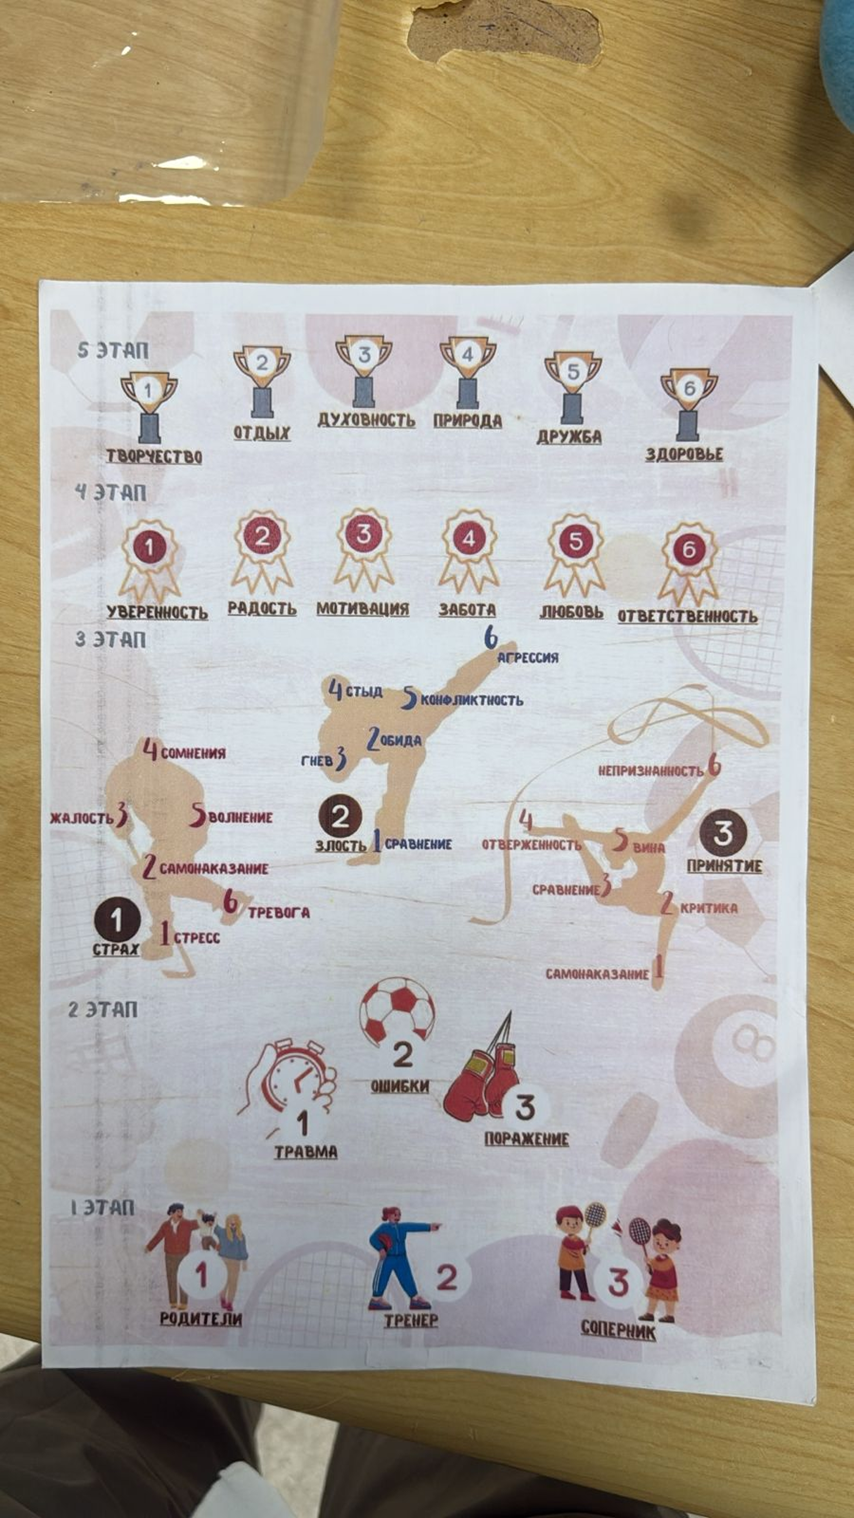 5 ЭТАП
1
ТВОРЧЕСТВО
2
ОТДЫХ
3
ДУХОВНОСТЬ
4
ПРИРОДА
5
ДРУЖБА
6
ЗДОРОВЬЕ
4 ЭТАП
1
УВЕРЕННОСТЬ
2
РАДОСТЬ
3
МОТИВАЦИЯ
4
ЗАБОТА
5
ЛЮБОВЬ
6
ОТВЕТСТВЕННОСТЬ
3 ЭТАП
4 СОМНЕНИЯ
ЖАЛОСТЬ 3
5 ВОЛНЕНИЕ
2 САМОНАКАЗАНИЕ
6 ТРЕВОГА
1 СТРЕСС
1
СТРАХ
6
АГРЕССИЯ
4 СТЫД
5 КОНФЛИКТНОСТЬ
2 ОБИДА
ГНЕВ 3
2
ЗЛОСТЬ
1 СРАВНЕНИЕ
НЕПРИЗНАННОСТЬ 6
4
ОТВЕРЖЕННОСТЬ
5 ВИНА
3
ПРИНЯТИЕ
СРАВНЕНИЕ 3
2 КРИТИКА
САМОНАКАЗАНИЕ 1
2 ЭТАП
1
ТРАВМА
2
ОШИБКИ
3
ПОРАЖЕНИЕ
8
1 ЭТАП
1
РОДИТЕЛИ
2
ТРЕНЕР
3
СОПЕРНИК